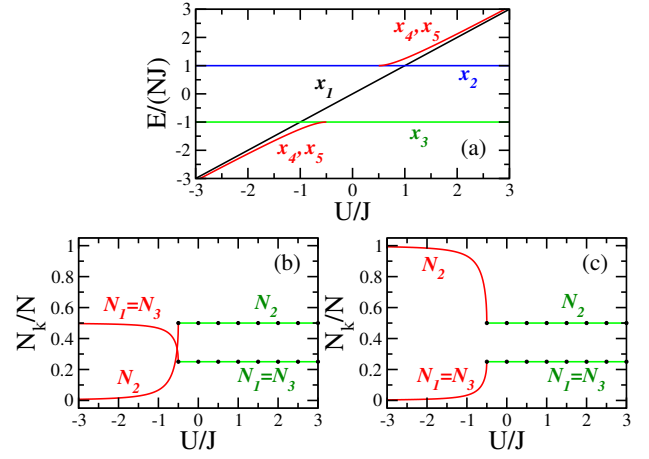 3
2
1
0
-1
-2
-3
E/(NJ)
x4, x5
x1
x2
x3
x4, x5
(a)
-3 -2 -1 0 1 2 3
U/J
(b)
1
0.8
0.6
0.4
0.2
0
Nk/N
N1=N3
N2
N2
N1=N3
-3 -2 -1 0 1 2 3
U/J
(c)
1
0.8
0.6
0.4
0.2
0
Nk/N
N2
N1=N3
N2
N1=N3
-3 -2 -1 0 1 2 3
U/J